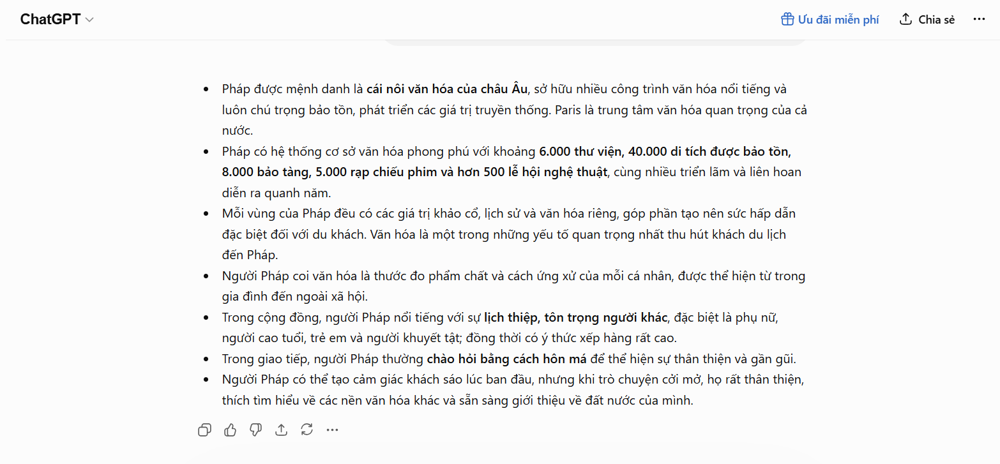 ChatGPT
Ưu đãi miễn phí
Chia sẻ
Pháp được mệnh danh là cái nôi văn hóa của châu Âu, sở hữu nhiều công trình văn hóa nổi tiếng và
luôn chú trọng bảo tồn, phát triển các giá trị truyền thống. Paris là trung tâm văn hóa quan trọng của cả
nước.
Pháp có hệ thống cơ sở văn hóa phong phú với khoảng 6.000 thư viện, 40.000 di tích được bảo tồn,
8.000 bảo tàng, 5.000 rạp chiếu phim và hơn 500 lễ hội nghệ thuật, cùng nhiều triển lãm và liên hoan
diễn ra quanh năm.
Mỗi vùng của Pháp đều có các giá trị khảo cổ, lịch sử và văn hóa riêng, góp phần tạo nên sức hấp dẫn
đặc biệt đối với du khách. Văn hóa là một trong những yếu tố quan trọng nhất thu hút khách du lịch
đến Pháp.
Người Pháp coi văn hóa là thước đo phẩm chất và cách ứng xử của mỗi cá nhân, được thể hiện từ trong
gia đình đến ngoài xã hội.
Trong cộng đồng, người Pháp nổi tiếng với sự lịch thiệp, tôn trọng người khác, đặc biệt là phụ nữ,
người cao tuổi, trẻ em và người khuyết tật; đồng thời có ý thức xếp hàng rất cao.
Trong giao tiếp, người Pháp thường chào hỏi bằng cách hôn má để thể hiện sự thân thiện và gần gũi.
Người Pháp có thể tạo cảm giác khách sáo lúc ban đầu, nhưng khi trò chuyện cởi mở, họ rất thân thiện,
thích tìm hiểu về các nền văn hóa khác và sẵn sàng giới thiệu về đất nước của mình.